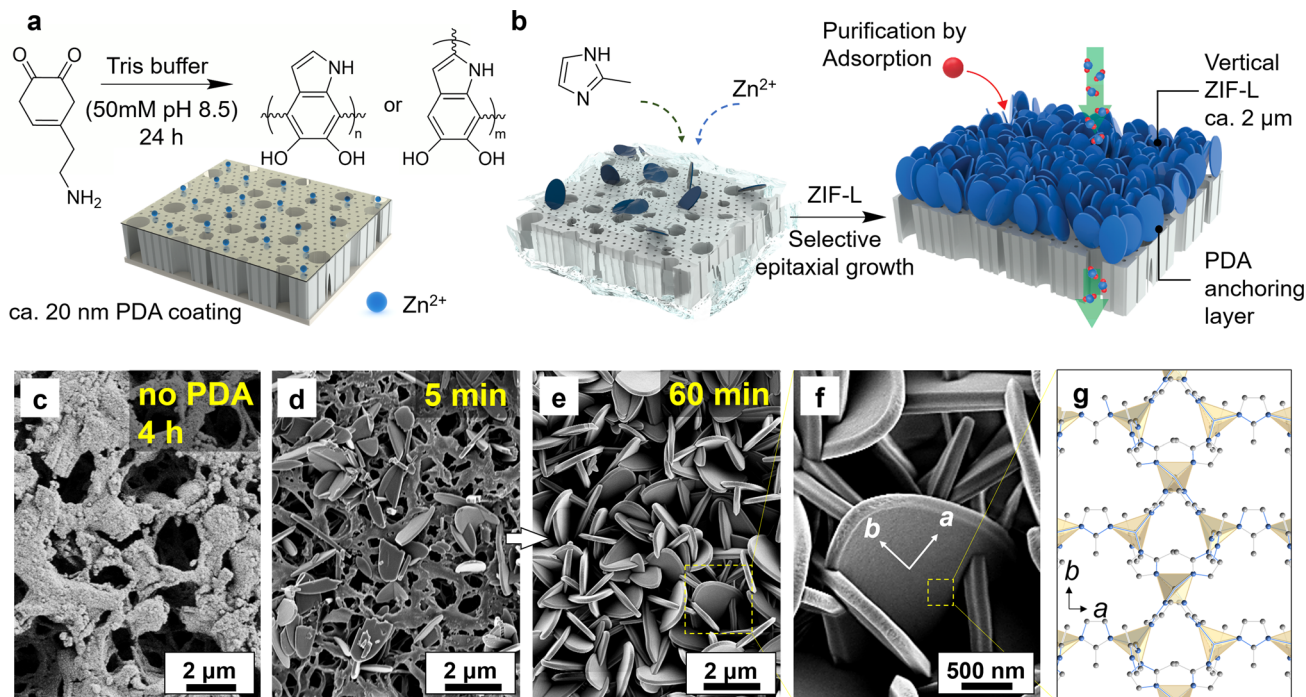 a
O
O
NH₂
Tris buffer
(50mM pH 8.5)
24 h
NH
n
HO
OH
or
NH
m
HO
OH
ca. 20 nm PDA coating
Zn²⁺
b
NH
N
Zn²⁺
ZIF-L
Selective
epitaxial growth
Purification by
Adsorption
Vertical
ZIF-L
ca. 2 µm
PDA
anchoring
layer
c
no PDA
4 h
2 µm
d
5 min
2 µm
e
60 min
2 µm
f
b
a
500 nm
g
b
a